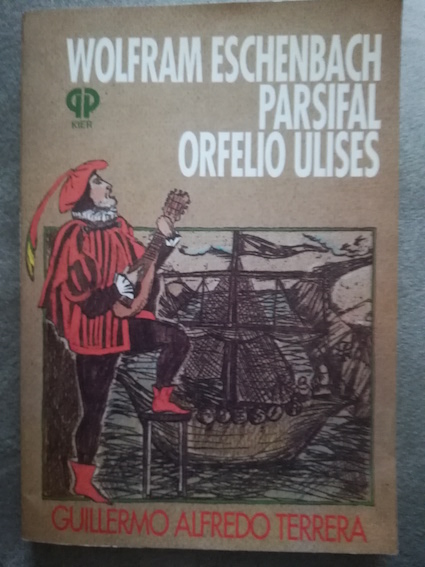 WOLFRAM ESCHENBACH
PARSIFAL
ORFELIO ULISES
KIER
GUILLERMO ALFREDO TERRERA